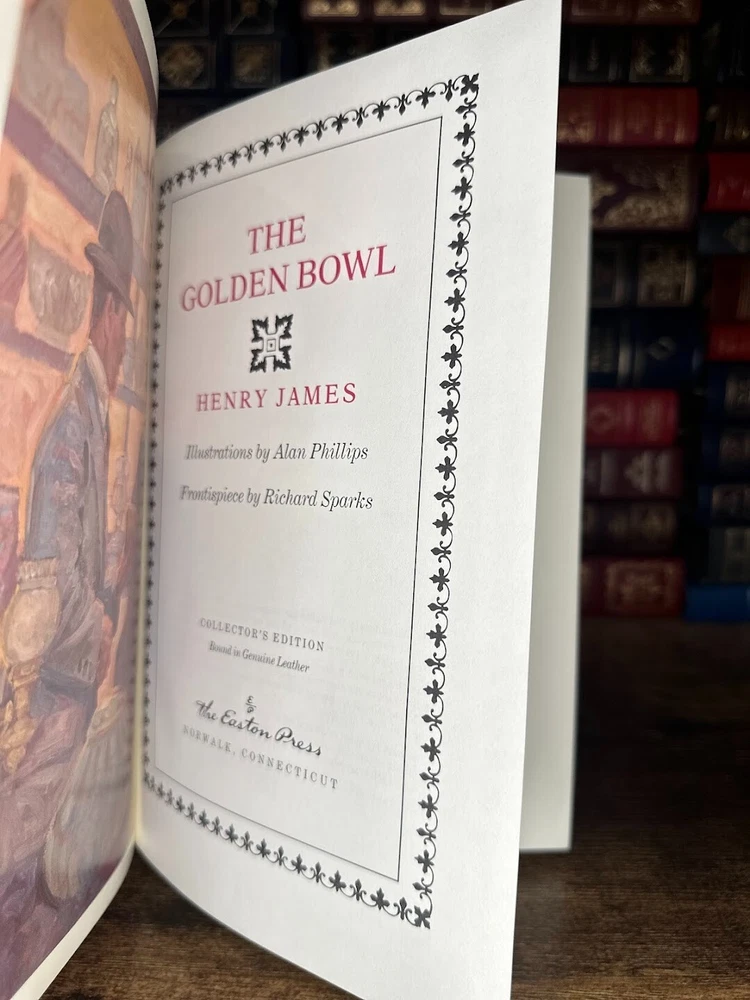 THE
GOLDEN BOWL
HENRY JAMES
Illustrations by Alan Phillips
Frontispiece by Richard Sparks
COLLECTOR'S EDITION
Bound in Genuine Leather
The Easton Press
NORWALK, CONNECTICUT